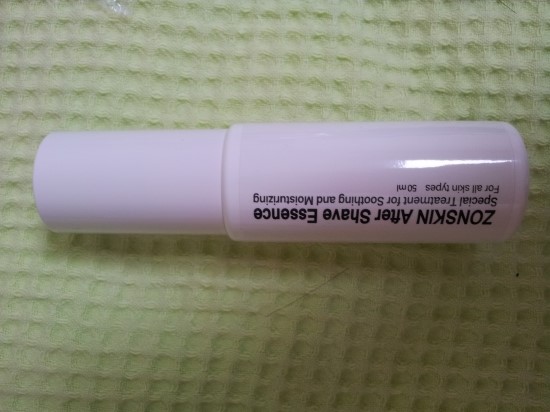 ZONSKIN After Shave Essence
Special Treatment for Soothing and Moisturizing
For all skin types 50ml